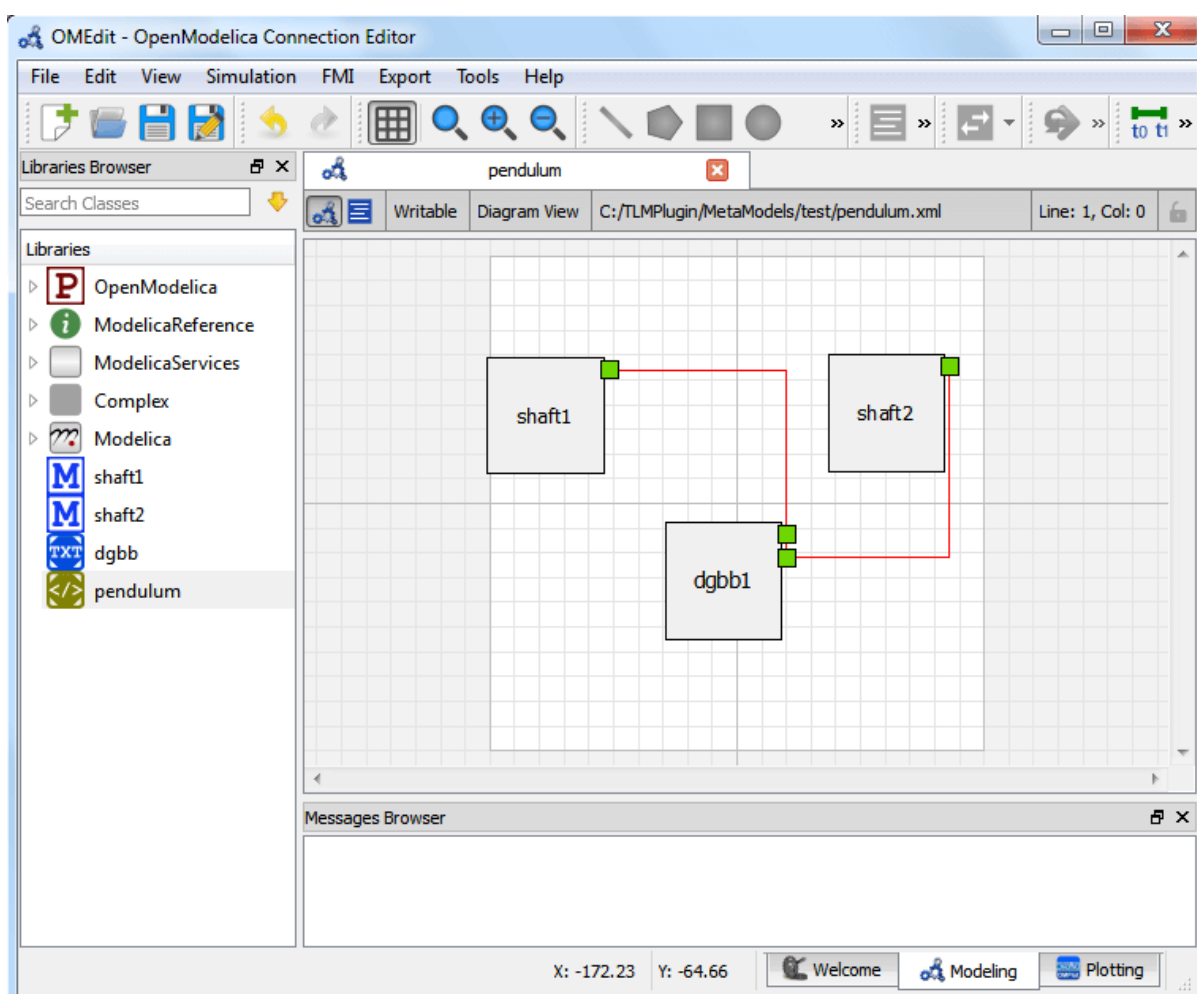 OMEdit - OpenModelica Connection Editor
File Edit View Simulation FMI Export Tools Help
» » » t0 t1 »
Libraries Browser
pendulum
Search Classes
Writable Diagram View C:/TLMPlugin/MetaModels/test/pendulum.xml Line: 1, Col: 0
Libraries
P OpenModelica
i ModelicaReference
ModelicaServices
Complex
m Modelica
M shaft1
M shaft2
TXT dgbb
</> pendulum
shaft1
shaft2
dgbb1
Messages Browser
X: -172.23 Y: -64.66 Welcome Modeling Plotting